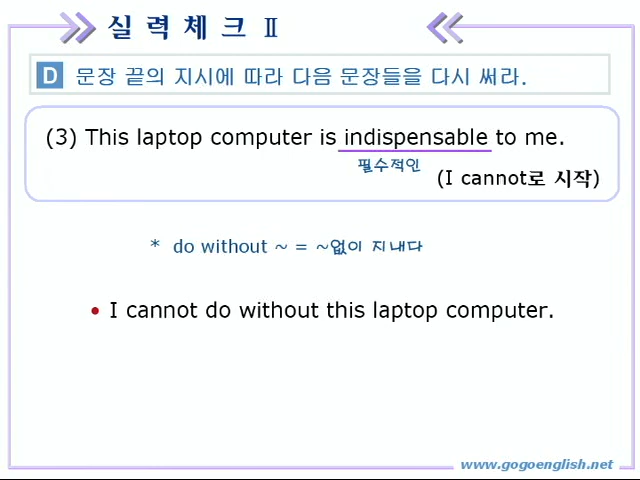 실 력 체 크 Ⅱ
D 문장 끝의 지시에 따라 다음 문장들을 다시 써라.
(3) This laptop computer is indispensable to me.
필수적인
(I cannot로 시작)
* do without ~ = ~없이 지내다
• I cannot do without this laptop computer.
www.gogoenglish.net